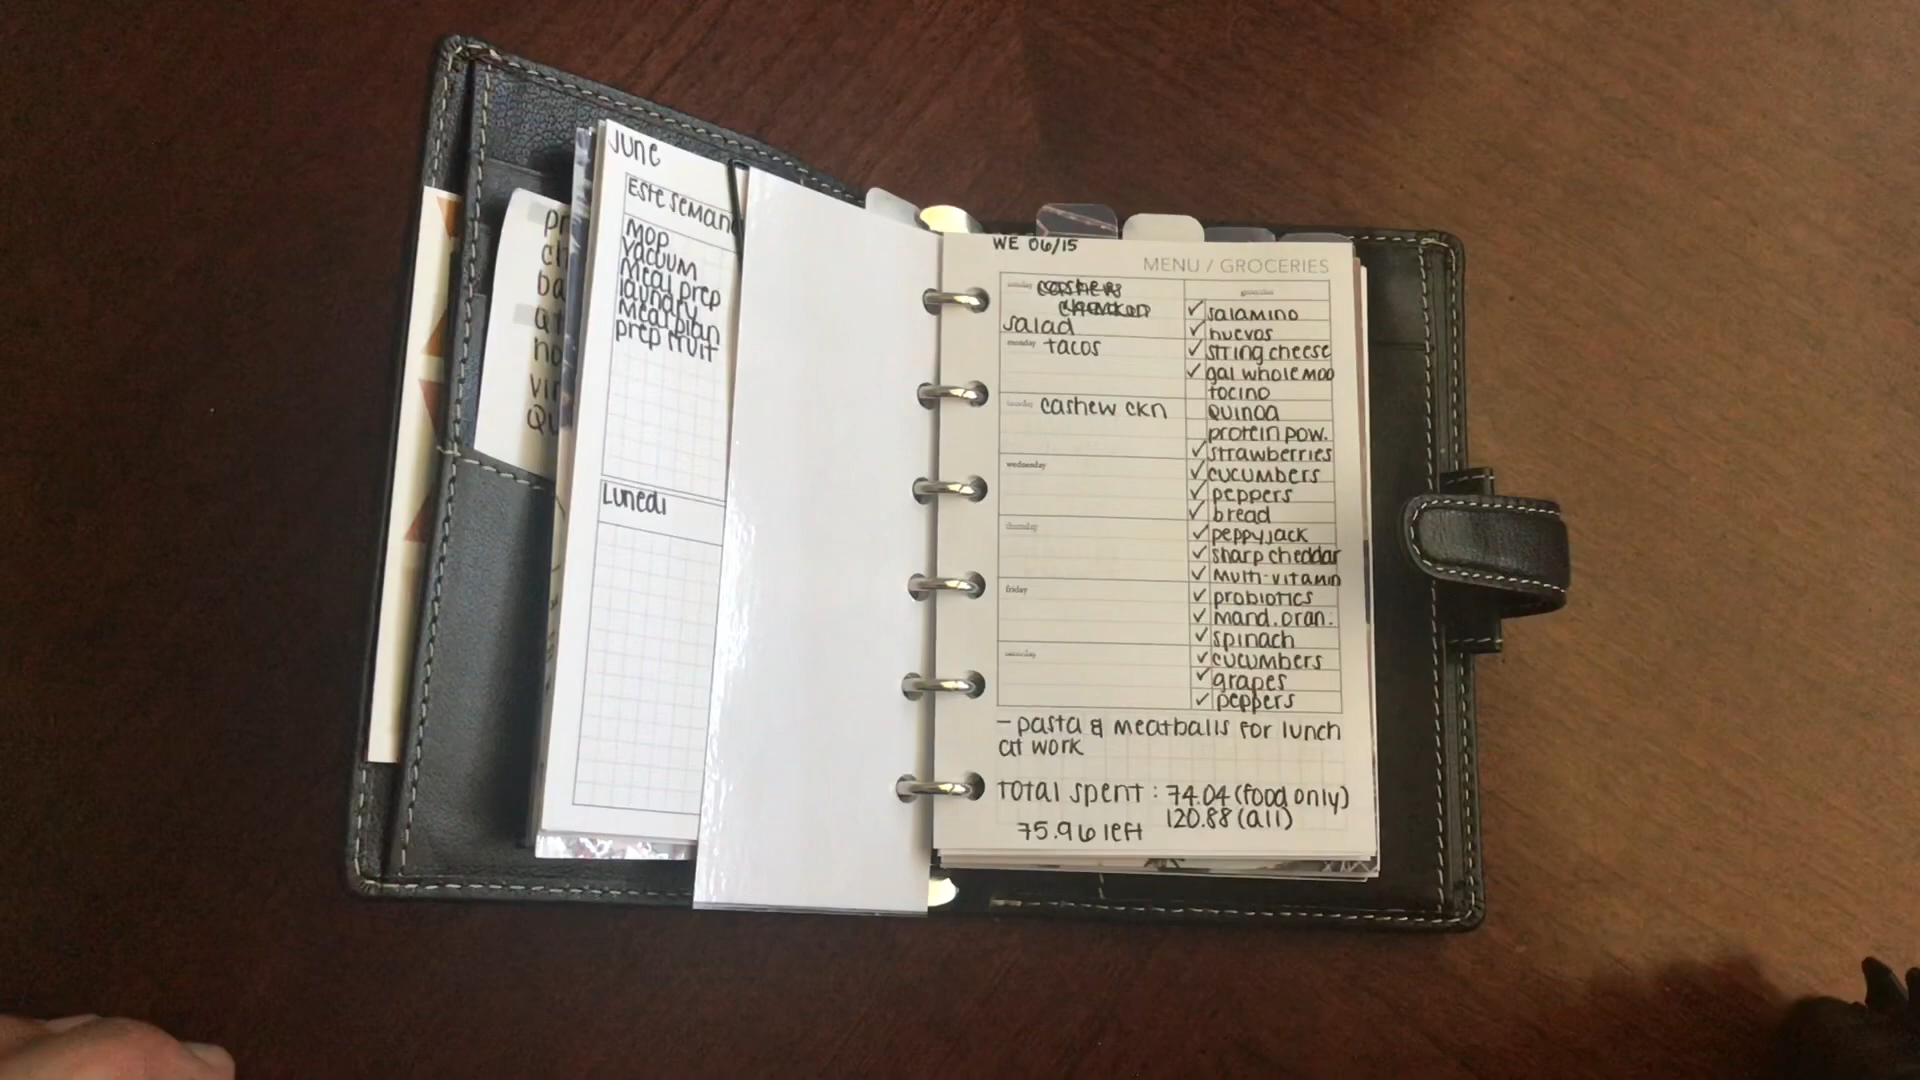 June
Este seman
mop
vacuum
meal prep
laundry
meal plan
prep fruit
Lunedi
WE 06/15
MENU / GROCERIES
salad
monday tacos
cashew ckn
wednesday
thursday
friday
saturday
groceries
✓ salamino
✓ huevos
✓ string cheese
✓ gal whole moo
tocino
quinoa
protein pow.
✓ strawberries
✓ cucumbers
✓ peppers
✓ bread
✓ peppyjack
✓ sharp cheddar
✓ multi-vitamin
✓ probiotics
✓ mand. oran.
✓ spinach
✓ cucumbers
✓ grapes
✓ peppers
- pasta & meatballs for lunch
at work
total spent: 74.04 (food only)
120.88 (all)
75.96 left